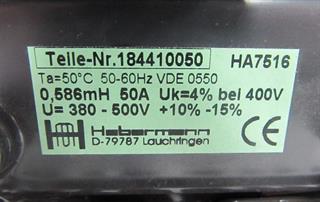 Teile-Nr.184410050 HA7516
Ta=50°C 50-60Hz VDE 0550
0,586mH 50A Uk=4% bei 400V
U= 380 - 500V +10% -15%
Habermann
D-79787 Lauchringen
CE